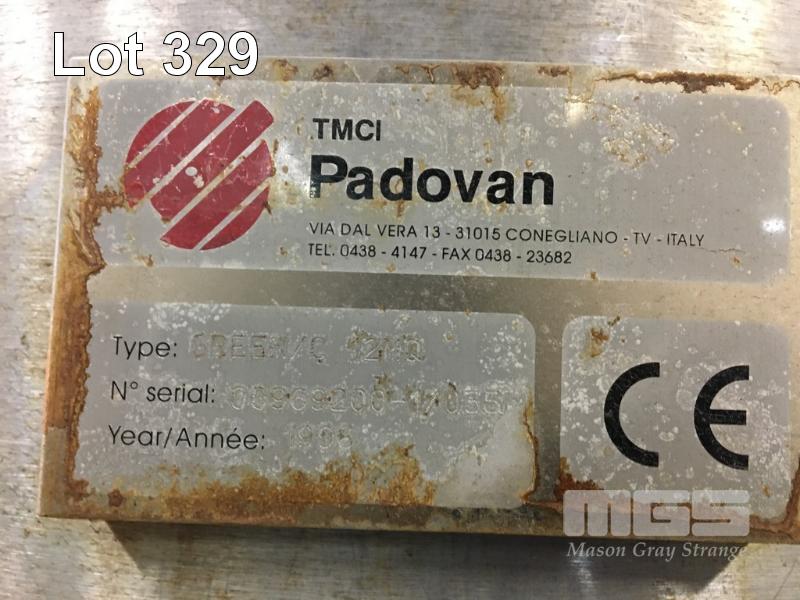 Lot 329
TMCI
Padovan
VIA DAL VERA 13 - 31015 CONEGLIANO - TV - ITALY
TEL. 0438 - 4147 - FAX 0438 - 23682
Type: GREEN/C
N° serial:
Year/Année:
CE
MGS
Mason Gray Strange